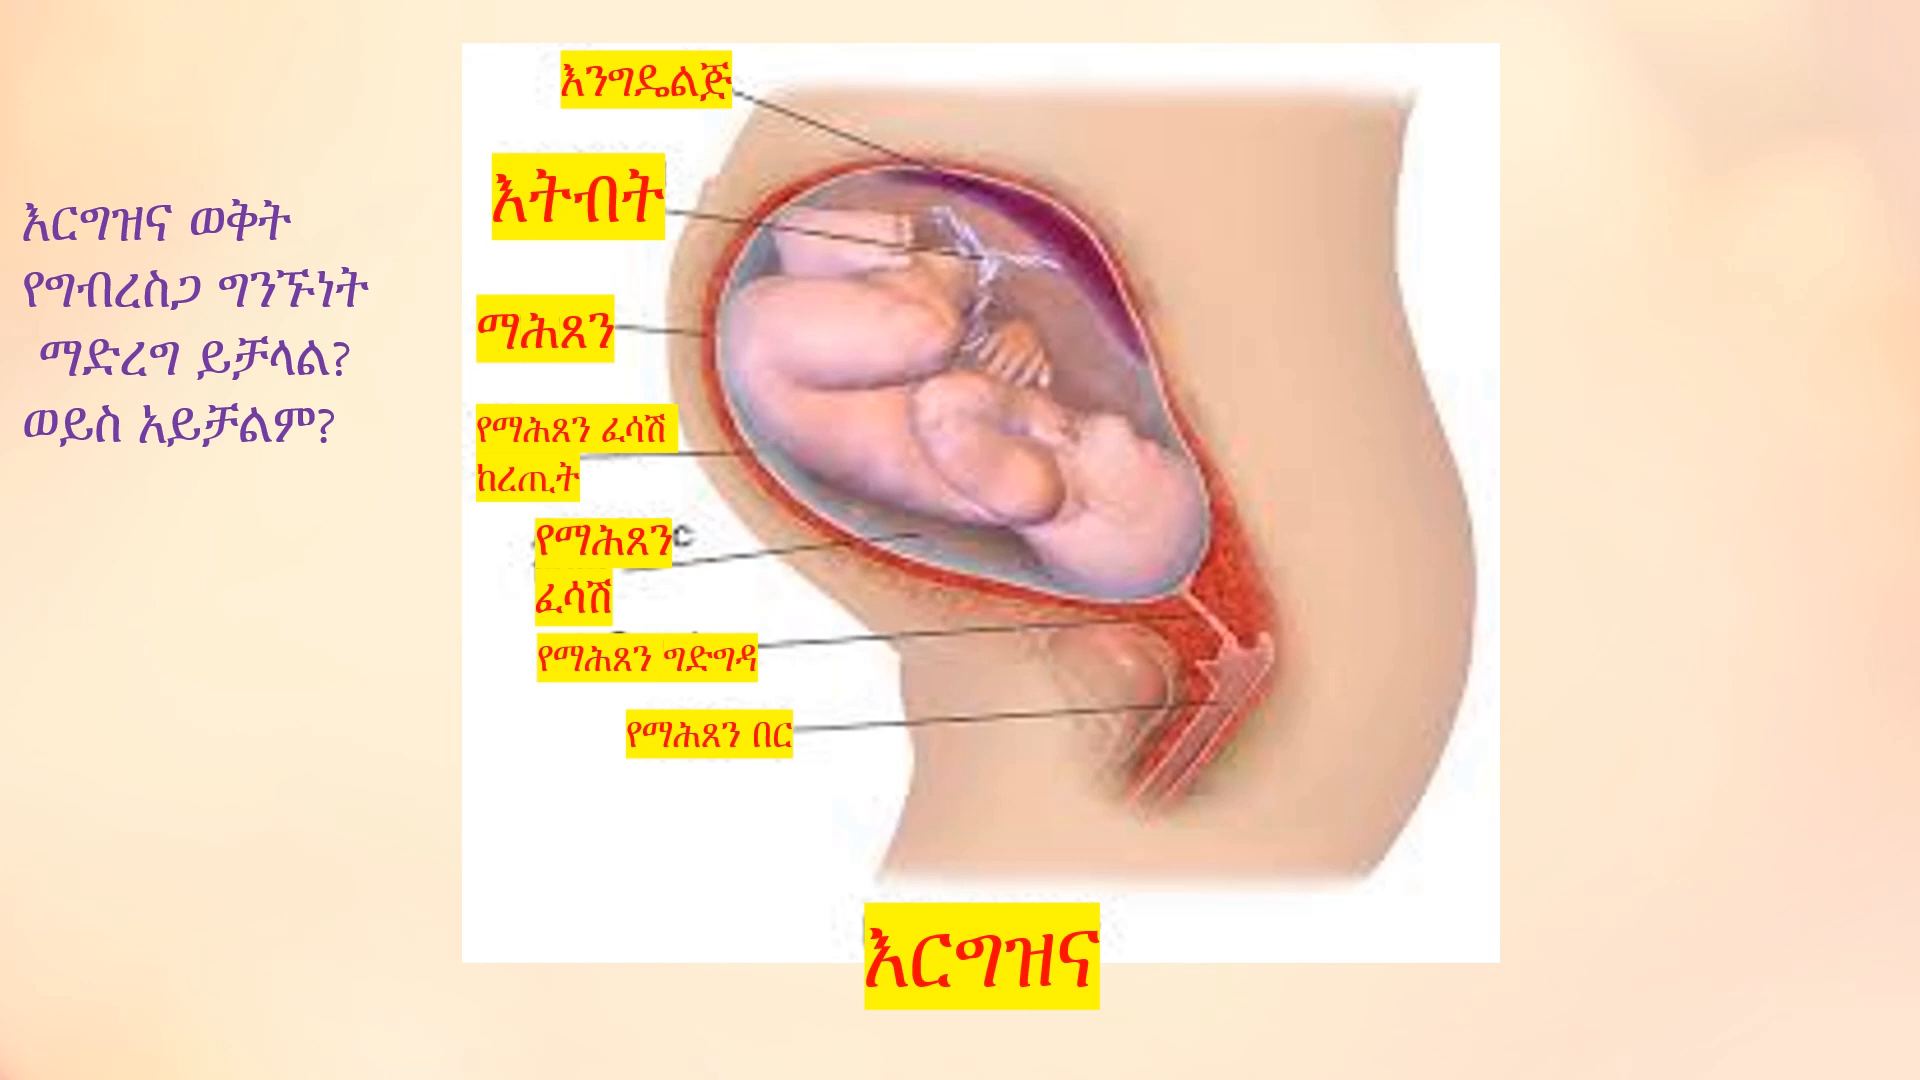 እርግዝና ወቅት
የግብረስጋ ግንኙነት
ማድረግ ይቻላል?
ወይስ አይቻልም?
እንግዴልጅ
እትብት
ማሕጸን
የማሕጸን ፈሳሽ
ከረጢት
የማሕጸን
ፈሳሽ
የማሕጸን ግድግዳ
የማሕጸን በር
እርግዝና